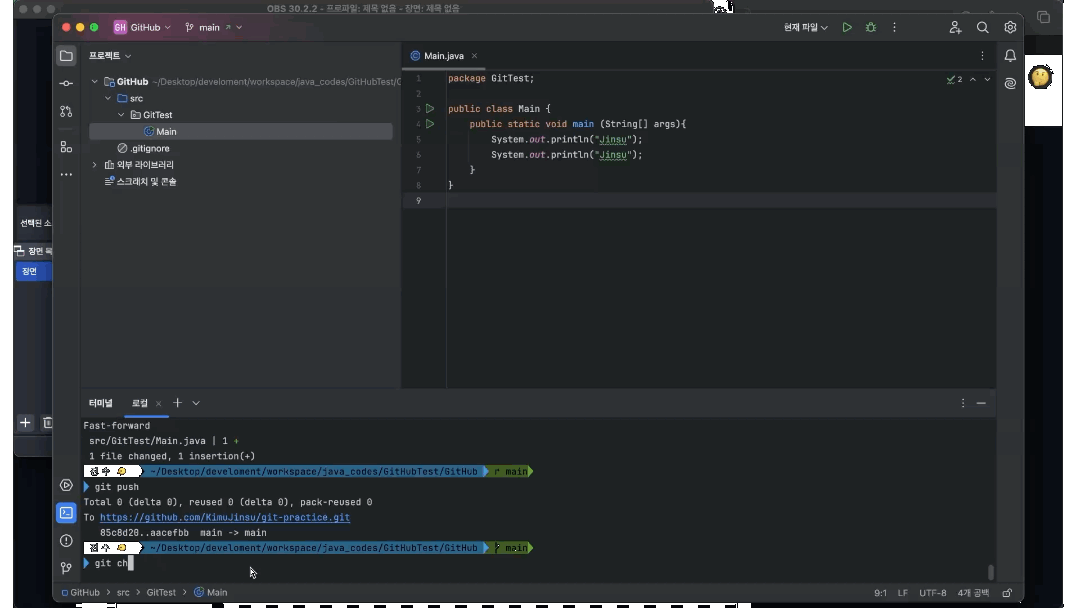 OBS 30.2.2 - 프로파일: 제목 없음 - 장면: 제목 없음
GH GitHub main 현재 파일
프로젝트
Main.java
GitHub ~/Desktop/develoment/workspace/java_codes/GitHubTest/G
src
GitTest
Main
.gitignore
외부 라이브러리
스크래치 및 콘솔
1 package GitTest;
2
3 public class Main {
4 public static void main (String[] args){
5 System.out.println("Jinsu");
6 System.out.println("Jinsu");
7 }
8 }
9
2
선택된 소
장면 목
장면
터미널 로컬
Fast-forward
src/GitTest/Main.java | 1 +
1 file changed, 1 insertion(+)
~/Desktop/develoment/workspace/java_codes/GitHubTest/GitHub main
git push
Total 0 (delta 0), reused 0 (delta 0), pack-reused 0
To https://github.com/KimuJinsu/git-practice.git
85c8d20..aacefbb main -> main
~/Desktop/develoment/workspace/java_codes/GitHubTest/GitHub main
git ch
GitHub > src > GitTest > Main 9:1 LF UTF-8 4개 공백